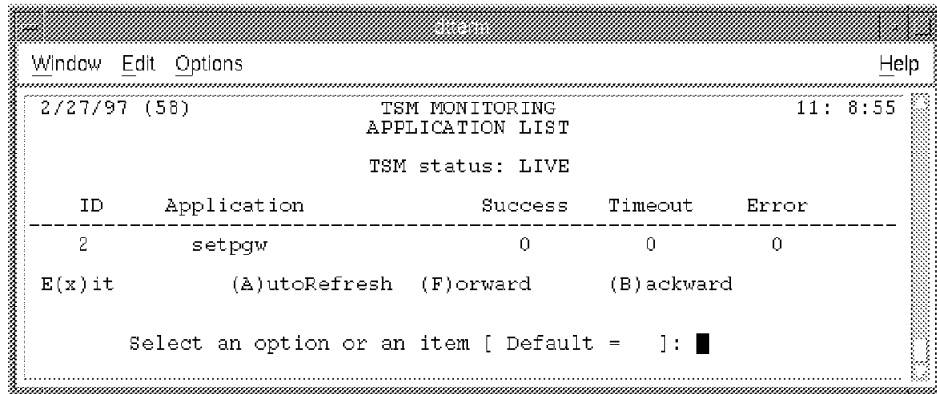 dtterm
Window Edit Options Help
2/27/97 (58) TSM MONITORING 11: 8:55
APPLICATION LIST
TSM status: LIVE
ID Application Success Timeout Error
--------------------------------------------------------------------------------
2 setpgw 0 0 0
E(x)it (A)utoRefresh (F)orward (B)ackward
Select an option or an item [ Default = ]: